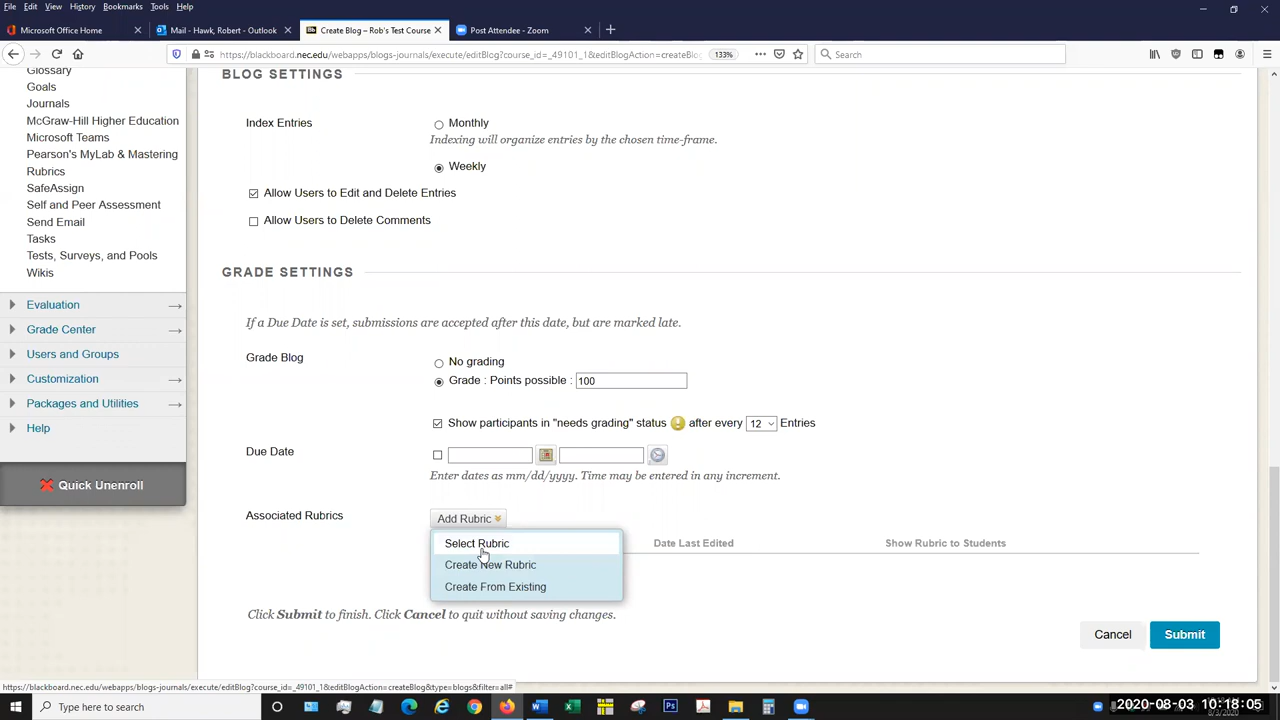 File Edit View History Bookmarks Tools Help
Microsoft Office Home
Mail - Hawk, Robert - Outlook
Create Blog – Rob's Test Course
Post Attendee - Zoom
https://blackboard.nec.edu/webapps/blogs-journals/execute/editBlog?course_id=_49101_1&editBlogAction=createBlo
133%
Search
Glossary
Goals
Journals
McGraw-Hill Higher Education
Microsoft Teams
Pearson's MyLab & Mastering
Rubrics
SafeAssign
Self and Peer Assessment
Send Email
Tasks
Tests, Surveys, and Pools
Wikis
Evaluation
Grade Center
Users and Groups
Customization
Packages and Utilities
Help
Quick Unenroll
BLOG SETTINGS
Index Entries
Monthly
Indexing will organize entries by the chosen time-frame.
Weekly
Allow Users to Edit and Delete Entries
Allow Users to Delete Comments
GRADE SETTINGS
If a Due Date is set, submissions are accepted after this date, but are marked late.
Grade Blog
No grading
Grade : Points possible : 100
Show participants in "needs grading" status after every 12 Entries
Due Date
Enter dates as mm/dd/yyyy. Time may be entered in any increment.
Associated Rubrics
Add Rubric
Select Rubric
Create New Rubric
Create From Existing
Date Last Edited
Show Rubric to Students
Click Submit to finish. Click Cancel to quit without saving changes.
Cancel
Submit
https://blackboard.nec.edu/webapps/blogs-journals/execute/editBlog?course_id=_49101_1&editBlogAction=createBlog&type=blogs&filter=all#
Type here to search
2020-08-03 10:18:05